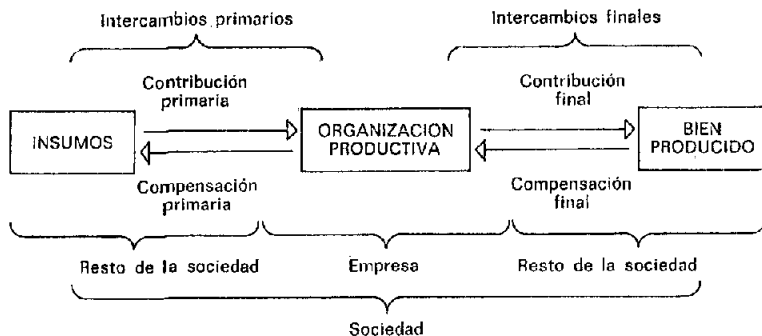 Intercambios primarios
Intercambios finales
Contribución
primaria
Contribución
final
INSUMOS
ORGANIZACION
PRODUCTIVA
BIEN
PRODUCIDO
Compensación
primaria
Compensación
final
Resto de la sociedad
Empresa
Resto de la sociedad
Sociedad